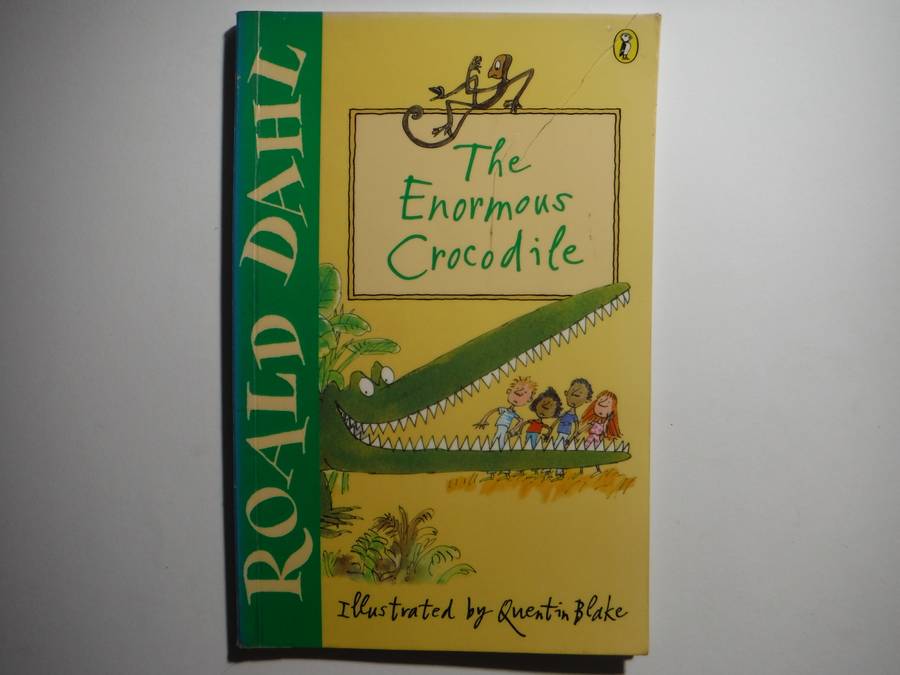 ROALD DAHL
The
Enormous
Crocodile
Illustrated by Quentin Blake